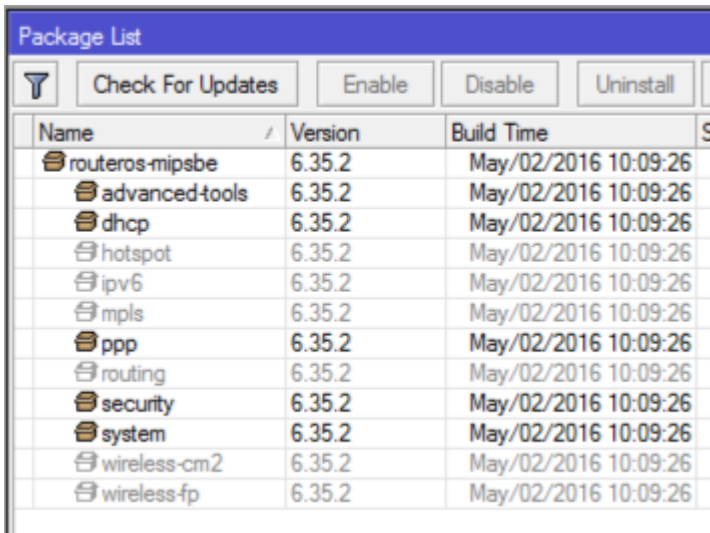 Package List
Check For Updates Enable Disable Uninstall
Name Version Build Time
routeros-mipsbe 6.35.2 May/02/2016 10:09:26
advanced-tools 6.35.2 May/02/2016 10:09:26
dhcp 6.35.2 May/02/2016 10:09:26
hotspot 6.35.2 May/02/2016 10:09:26
ipv6 6.35.2 May/02/2016 10:09:26
mpls 6.35.2 May/02/2016 10:09:26
ppp 6.35.2 May/02/2016 10:09:26
routing 6.35.2 May/02/2016 10:09:26
security 6.35.2 May/02/2016 10:09:26
system 6.35.2 May/02/2016 10:09:26
wireless-cm2 6.35.2 May/02/2016 10:09:26
wireless-fp 6.35.2 May/02/2016 10:09:26